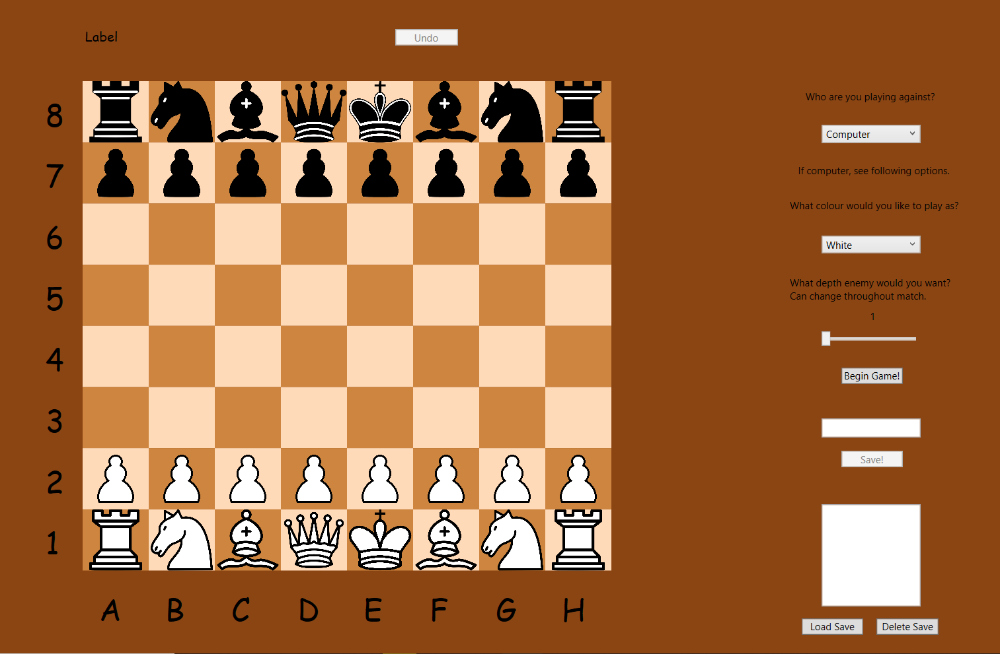 Label
Undo
8
7
6
5
4
3
2
1
A B C D E F G H
Who are you playing against?
Computer
If computer, see following options.
What colour would you like to play as?
White
What depth enemy would you want?
Can change throughout match.
1
Begin Game!
Save!
Load Save
Delete Save